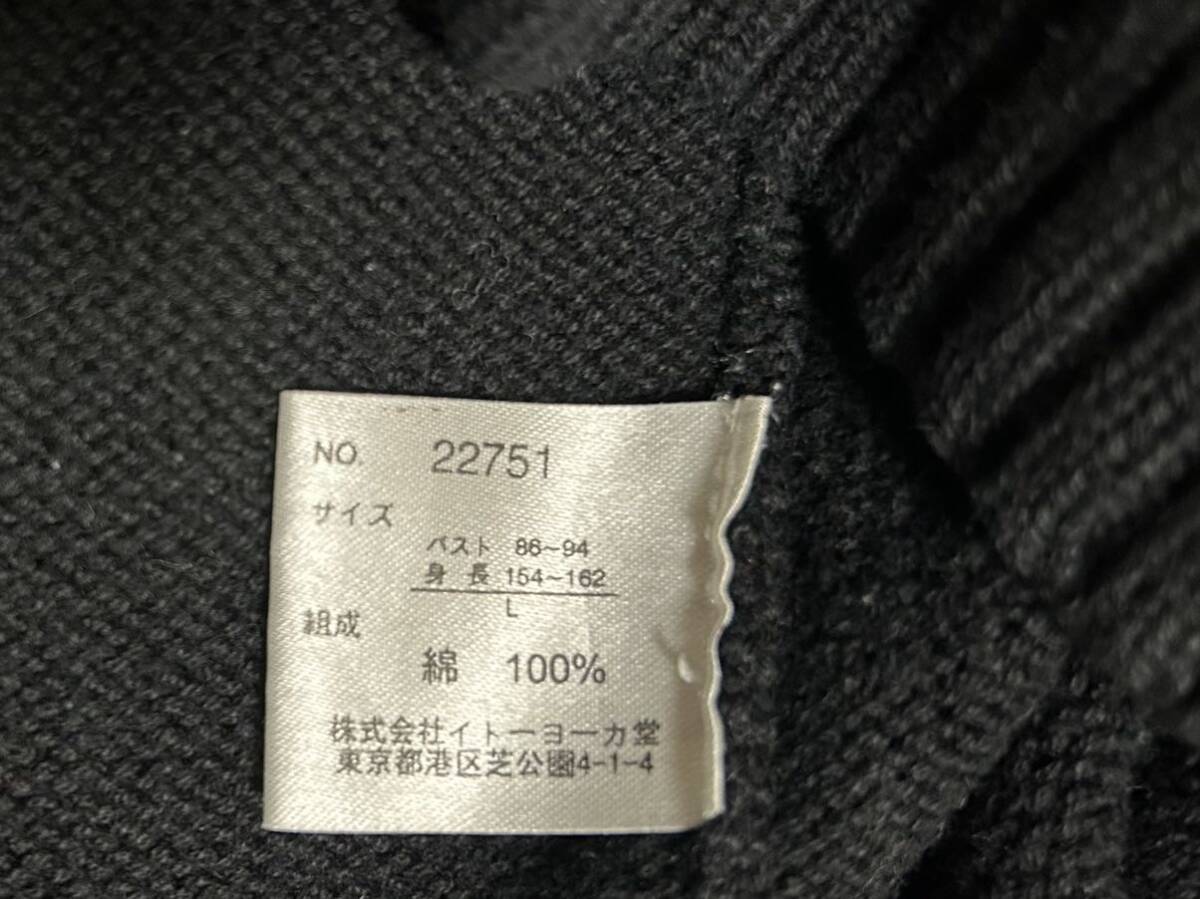 NO. 22751
サイズ
バスト 86~94
身長 154~162
L
組成
綿 100%
株式会社イトーヨーカ堂
東京都港区芝公園4-1-4